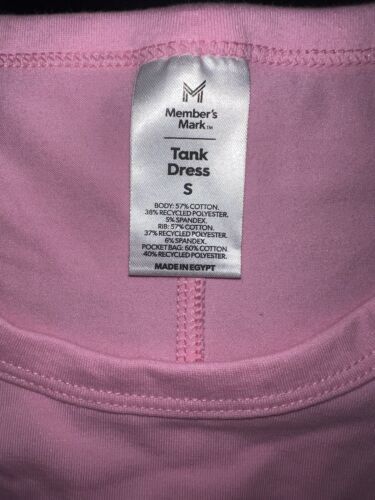 Member's
Mark™
Tank
Dress
S
BODY: 57% COTTON.
38% RECYCLED POLYESTER.
5% SPANDEX.
RIB: 57% COTTON.
37% RECYCLED POLYESTER.
6% SPANDEX.
POCKET BAG: 60% COTTON.
40% RECYCLED POLYESTER.
MADE IN EGYPT